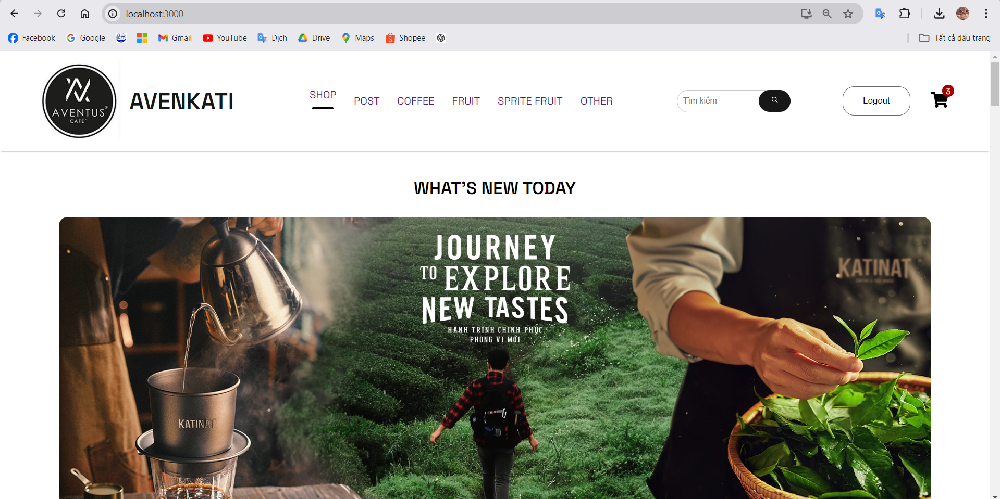 localhost:3000
Facebook Google Gmail YouTube Dịch Drive Maps Shopee Tất cả dấu trang
AVENTUS®
CAFE´
AVENKATI
SHOP POST COFFEE FRUIT SPRITE FRUIT OTHER
Tìm kiếm
Logout
3
WHAT'S NEW TODAY
JOURNEY
TO EXPLORE
NEW TASTES
HÀNH TRÌNH CHINH PHỤC
PHONG VỊ MỚI
KATINAT
KATINAT